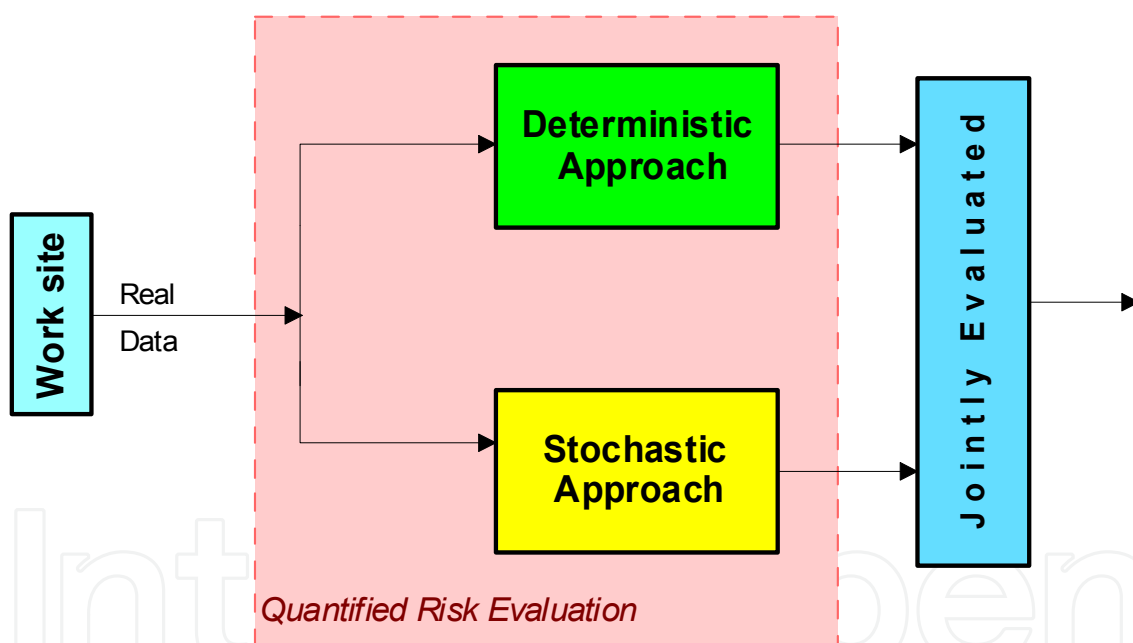 Work site
Real
Data
Deterministic
Approach
Stochastic
Approach
Quantified Risk Evaluation
Jointly Evaluated